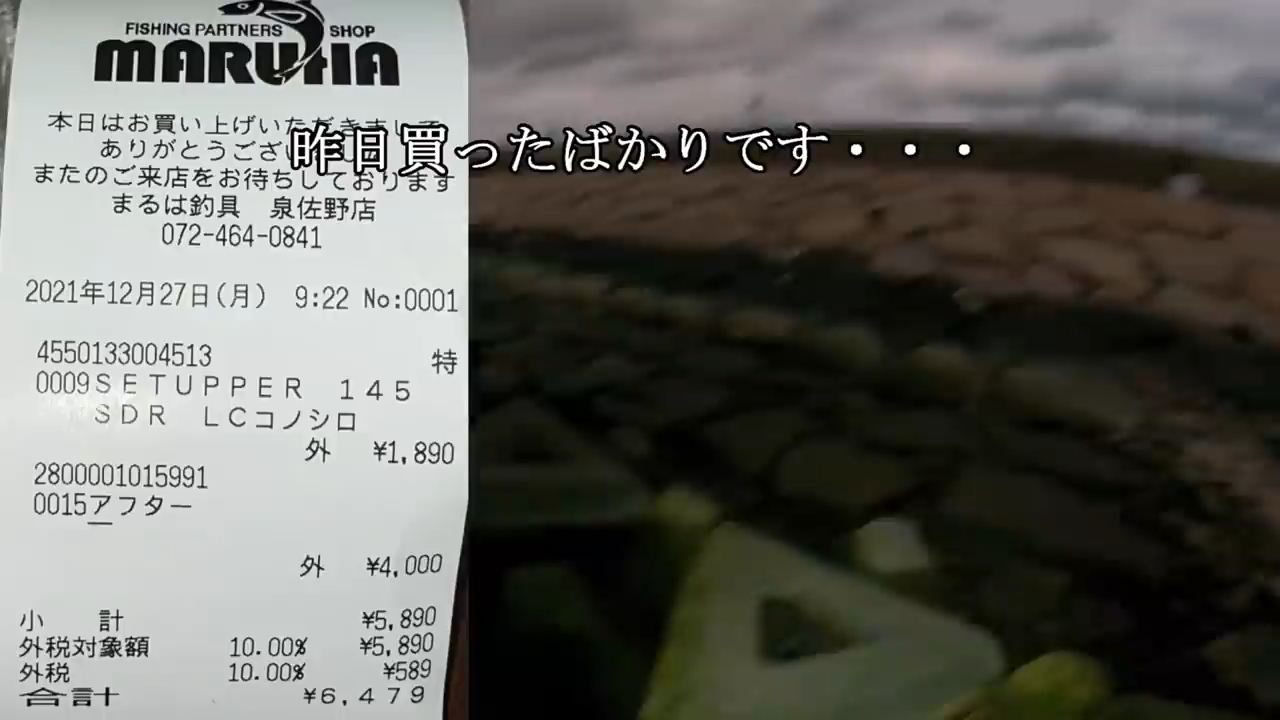 FISHING PARTNERS SHOP
MARUHA
本日はお買い上げいただきまして
ありがとうござい
昨日買ったばかりです・・・
またのご来店をお待ちしております
まるは釣具 泉佐野店
072-464-0841
2021年12月27日(月) 9:22 No:0001
4550133004513 特
0009SETUPPER 145
SDR LCコノシロ
外 ¥1,890
2800001015991
0015アフター
外 ¥4,000
小 計 ¥5,890
外税対象額 10.00% ¥5,890
外税 10.00% ¥589
合計 ¥6,479